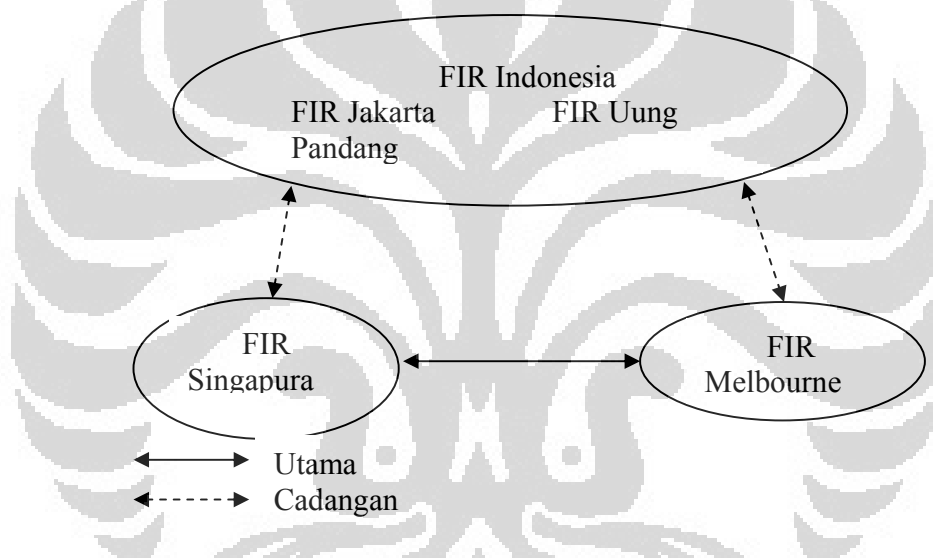 FIR Indonesia
FIR Jakarta FIR Uung
Pandang
FIR
Singapura
FIR
Melbourne
Utama
Cadangan